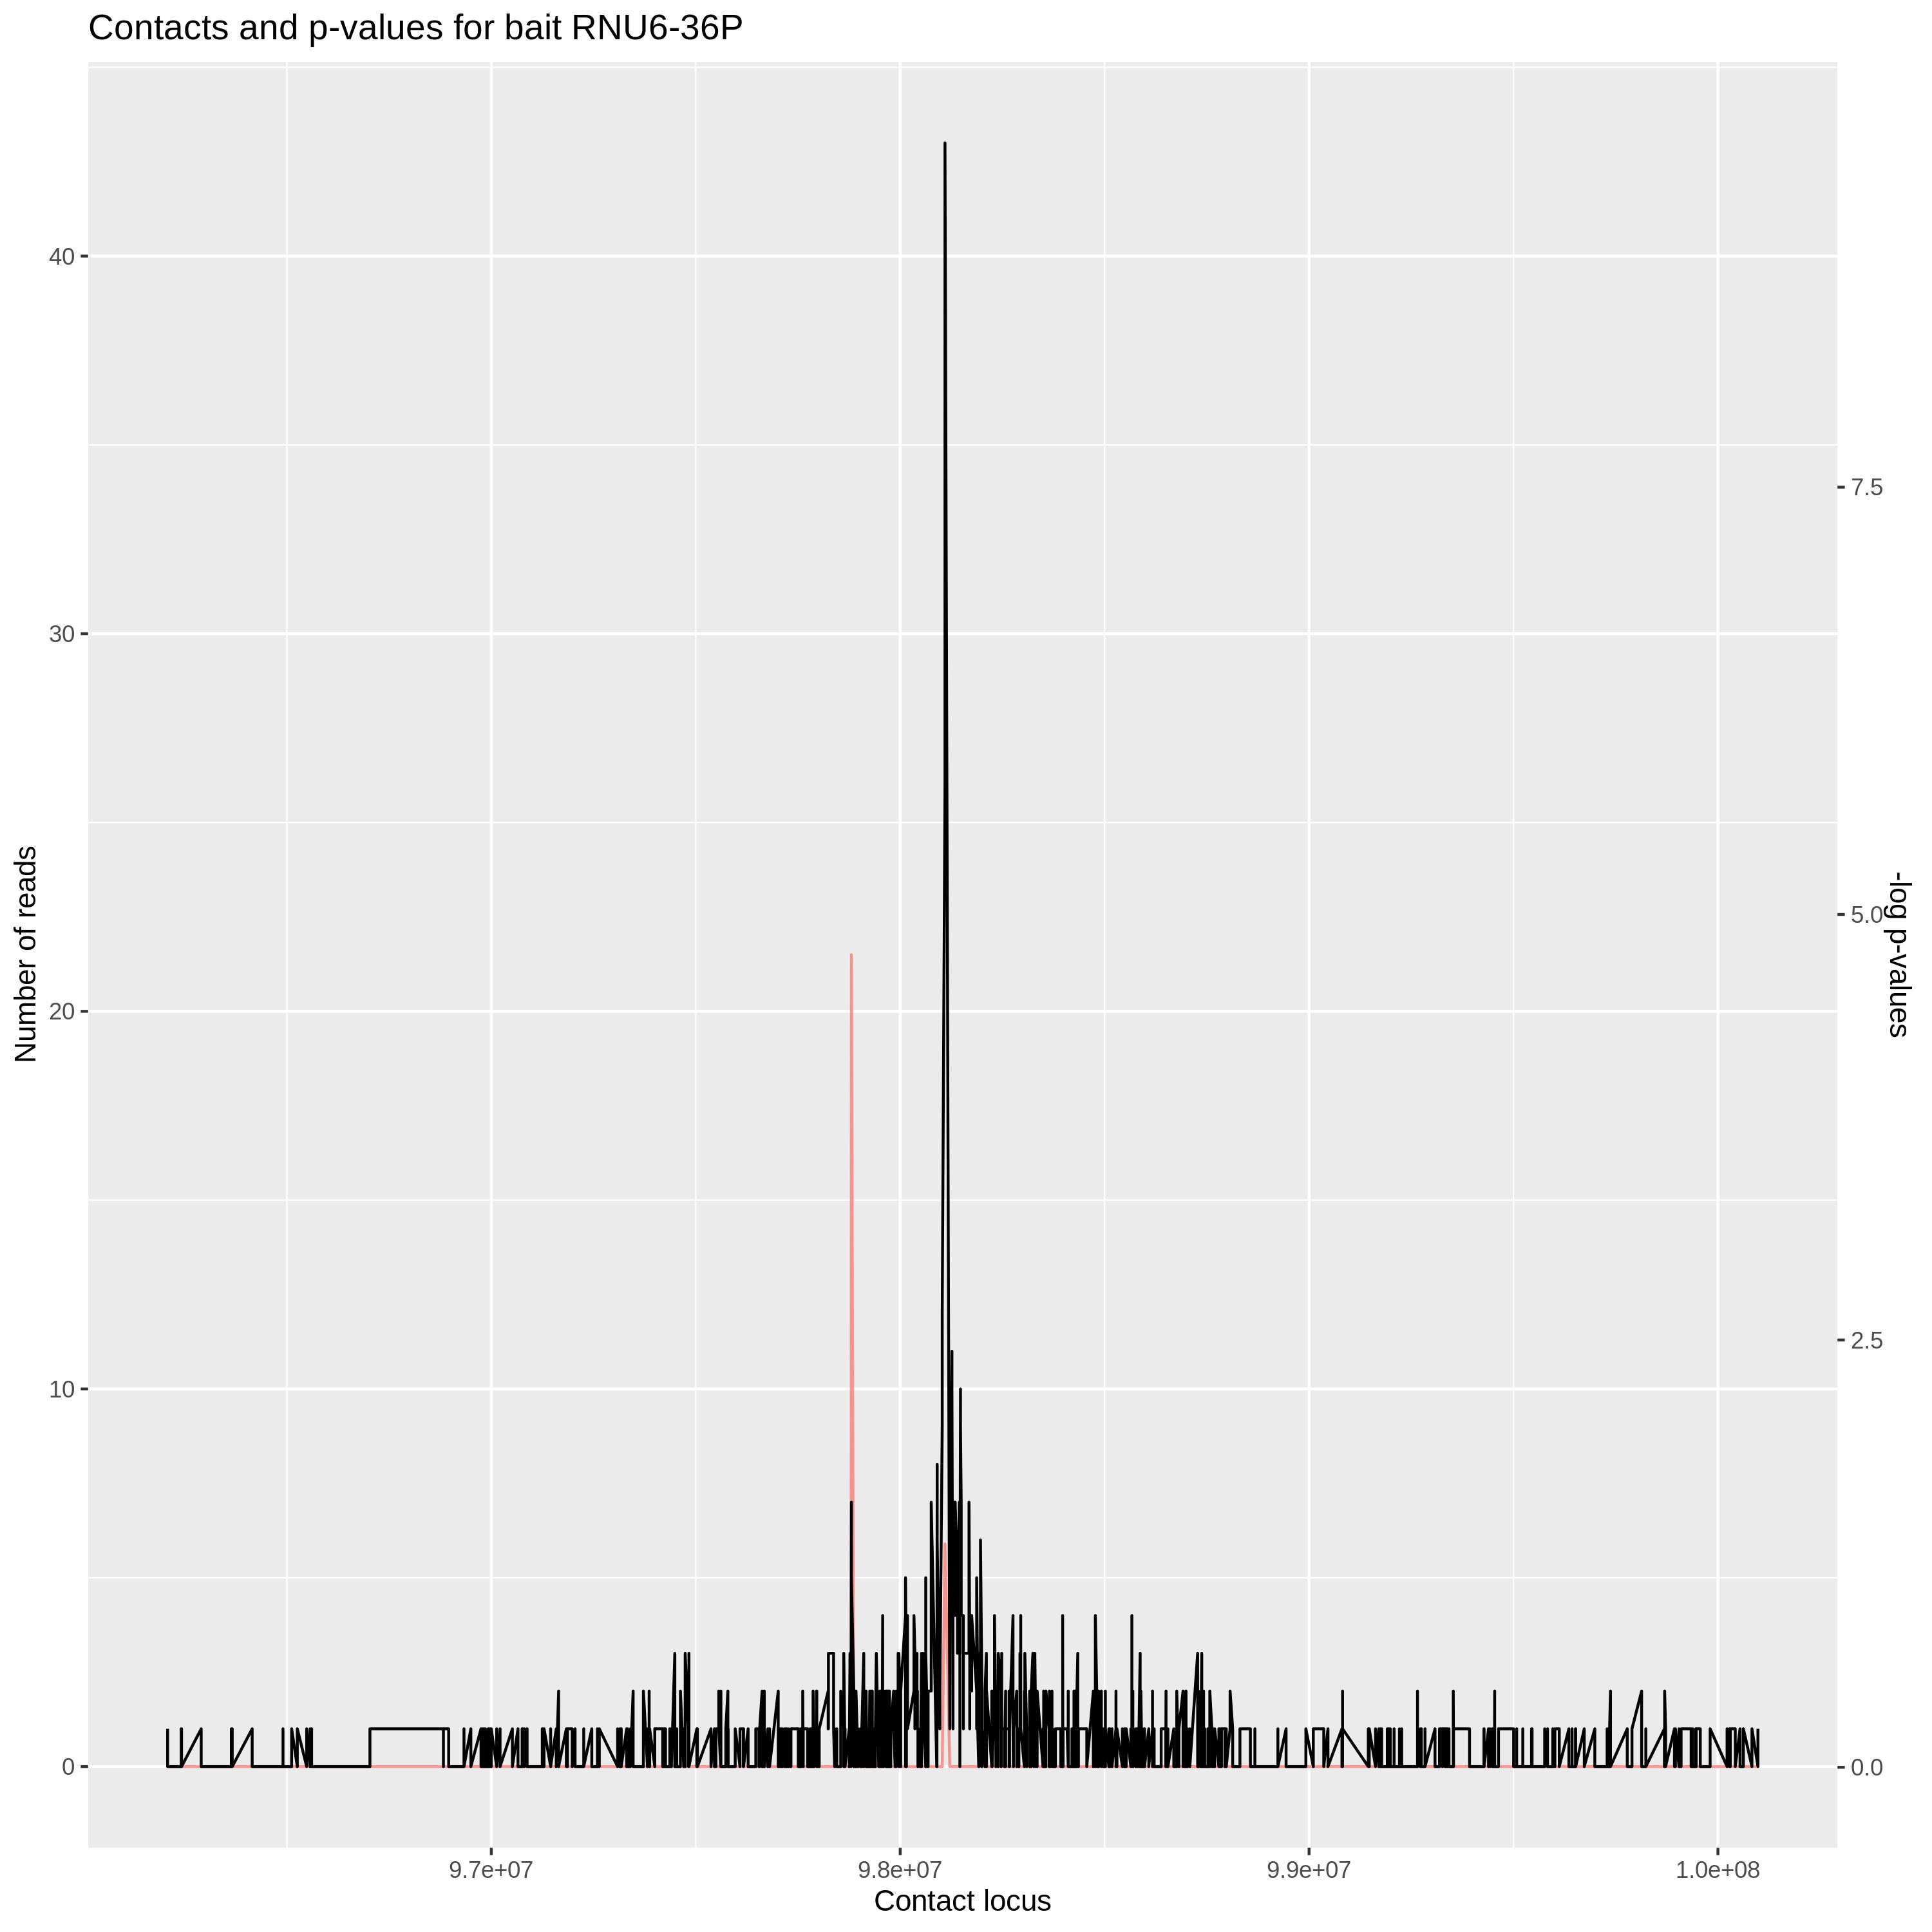 Contacts and p-values for bait RNU6-36P
40
30
20
10
0
Number of reads
7.5
5.0
2.5
0.0
-log p-values
9.7e+07
9.8e+07
9.9e+07
1.0e+08
Contact locus